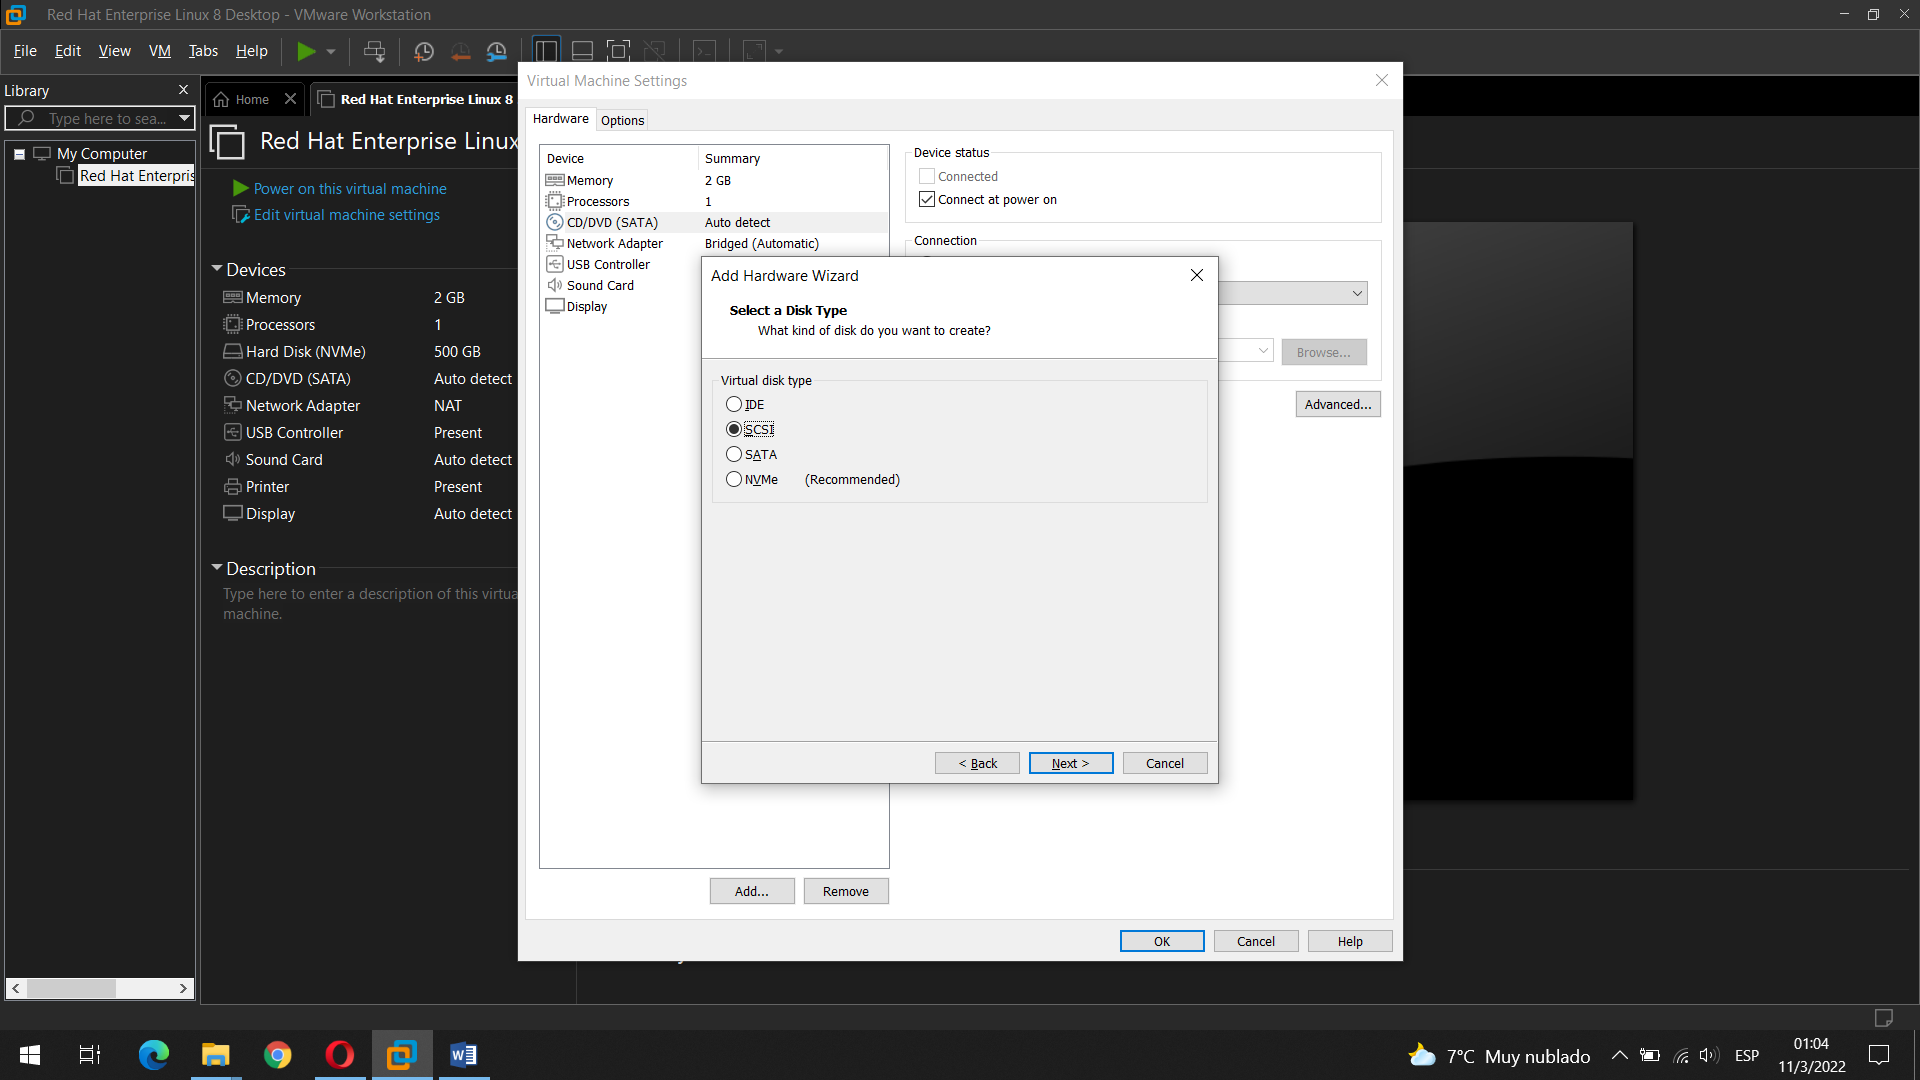 Red Hat Enterprise Linux 8 Desktop - VMware Workstation
File Edit View VM Tabs Help
Library
Type here to sea...
My Computer
Red Hat Enterpris
Home
Red Hat Enterprise Linux 8
Red Hat Enterprise Linux
Power on this virtual machine
Edit virtual machine settings
Devices
Memory 2 GB
Processors 1
Hard Disk (NVMe) 500 GB
CD/DVD (SATA) Auto detect
Network Adapter NAT
USB Controller Present
Sound Card Auto detect
Printer Present
Display Auto detect
Description
Type here to enter a description of this virtua
machine.
Virtual Machine Settings
Hardware Options
Device Summary
Memory 2 GB
Processors 1
CD/DVD (SATA) Auto detect
Network Adapter Bridged (Automatic)
USB Controller
Sound Card
Display
Device status
Connected
Connect at power on
Connection
Browse...
Advanced...
Add Hardware Wizard
Select a Disk Type
What kind of disk do you want to create?
Virtual disk type
IDE
SCSI
SATA
NVMe (Recommended)
< Back Next > Cancel
Add... Remove
OK Cancel Help
7°C Muy nublado
ESP
01:04
11/3/2022